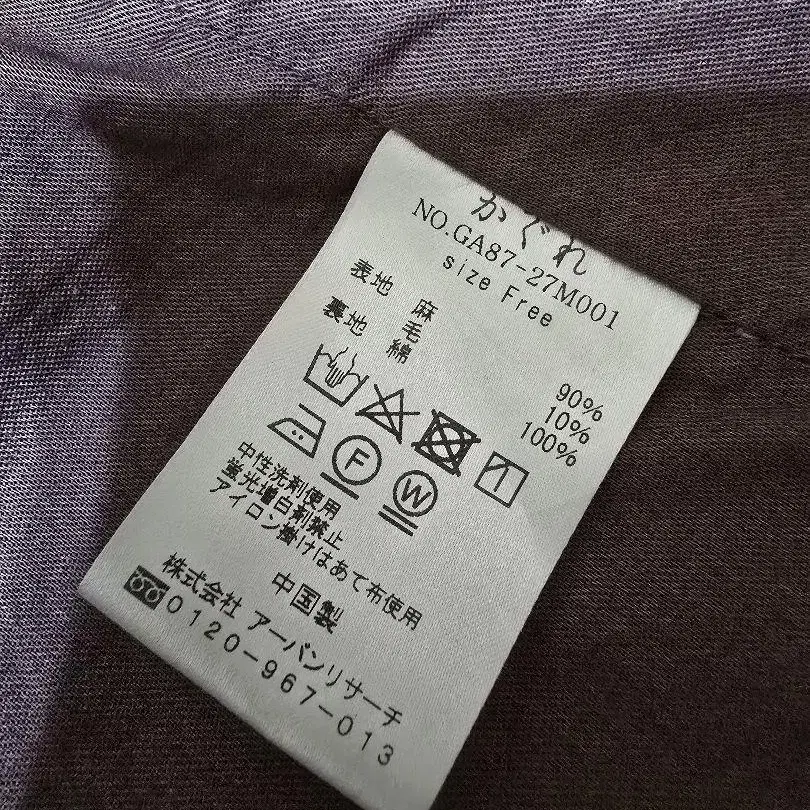 かぐれ
NO.GA87-27M001
size Free
表地 麻 90%
毛 10%
裏地 綿 100%
F
W
中性洗剤使用
蛍光増白剤禁止
アイロン掛けはあて布使用
中国製
株式会社 アーバンリサーチ
0120-967-013